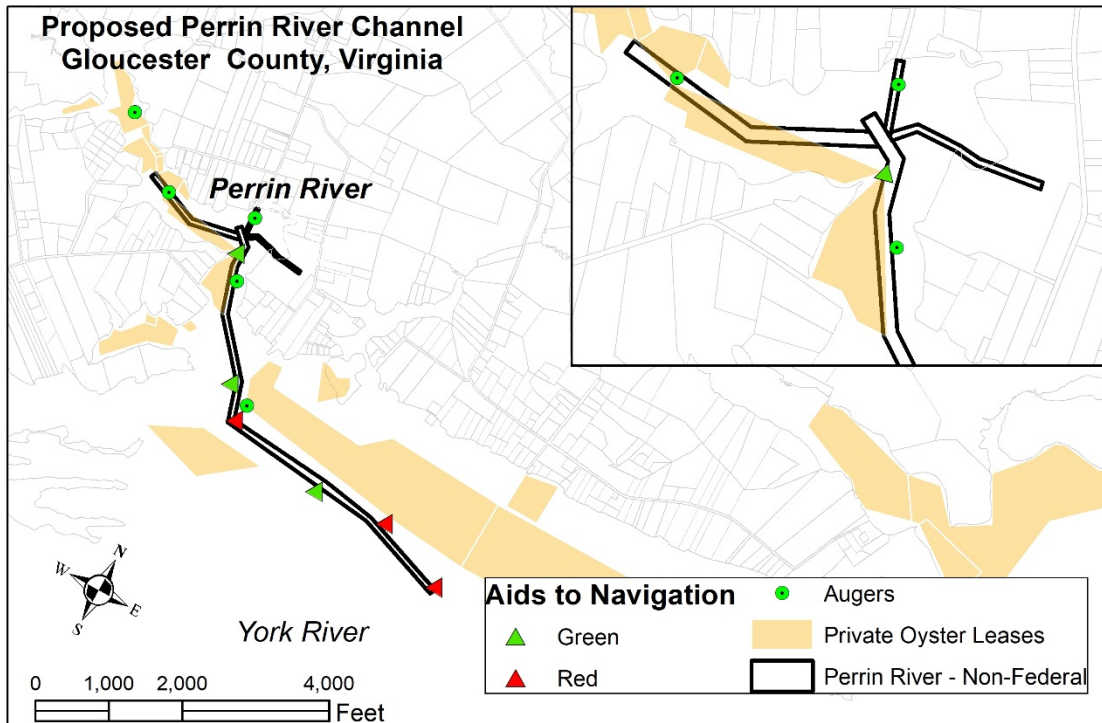 Proposed Perrin River Channel
Gloucester County, Virginia
Perrin River
N
W
E
S
York River
0 1,000 2,000 4,000
Feet
Aids to Navigation
Green
Red
Augers
Private Oyster Leases
Perrin River - Non-Federal